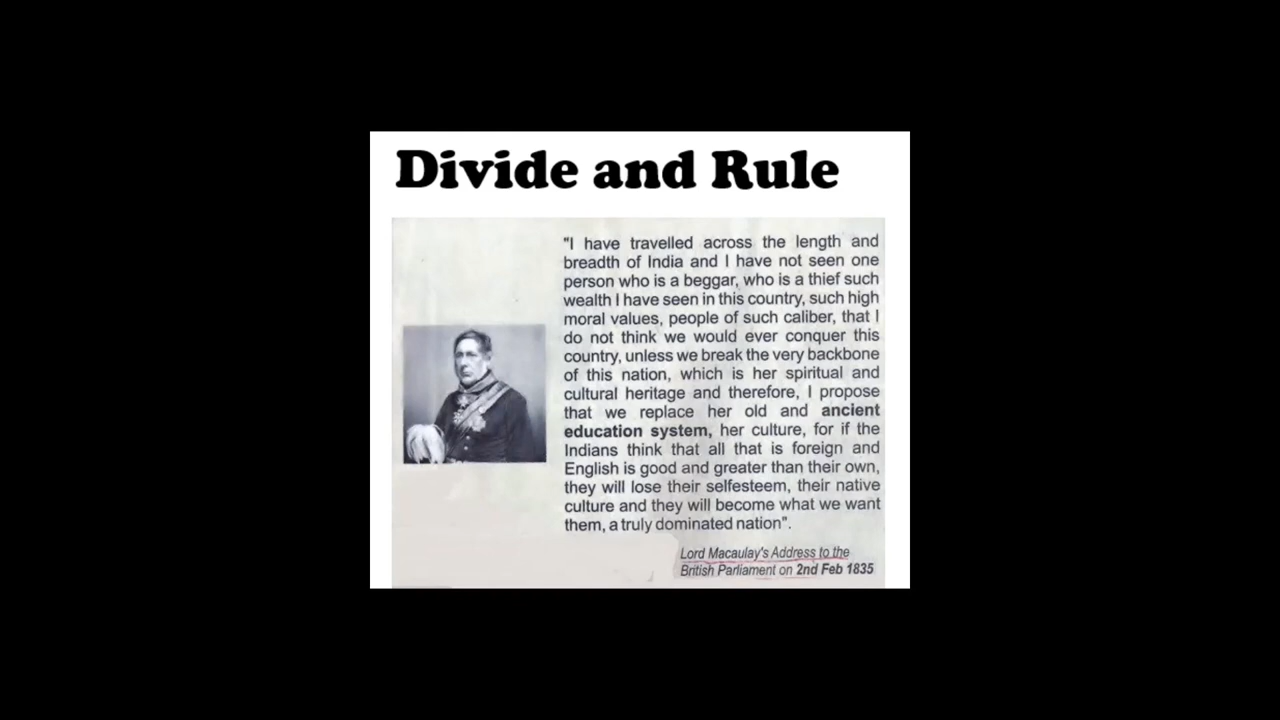 Divide and Rule
"I have travelled across the length and
breadth of India and I have not seen one
person who is a beggar, who is a thief such
wealth I have seen in this country, such high
moral values, people of such caliber, that I
do not think we would ever conquer this
country, unless we break the very backbone
of this nation, which is her spiritual and
cultural heritage and therefore, I propose
that we replace her old and ancient
education system, her culture, for if the
Indians think that all that is foreign and
English is good and greater than their own,
they will lose their selfesteem, their native
culture and they will become what we want
them, a truly dominated nation".
Lord Macaulay's Address to the
British Parliament on 2nd Feb 1835